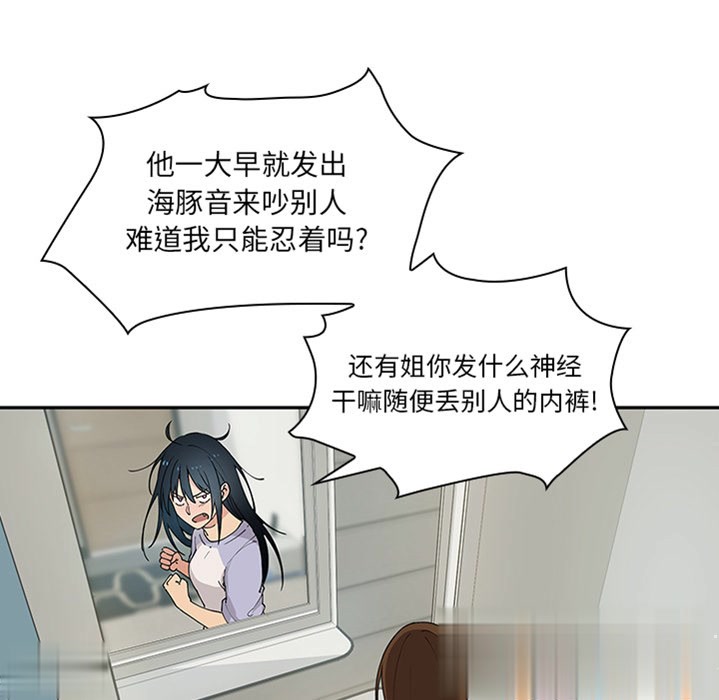 他一大早就发出
海豚音来吵别人
难道我只能忍着吗?
还有姐你发什么神经
干嘛随便丢别人的内裤!